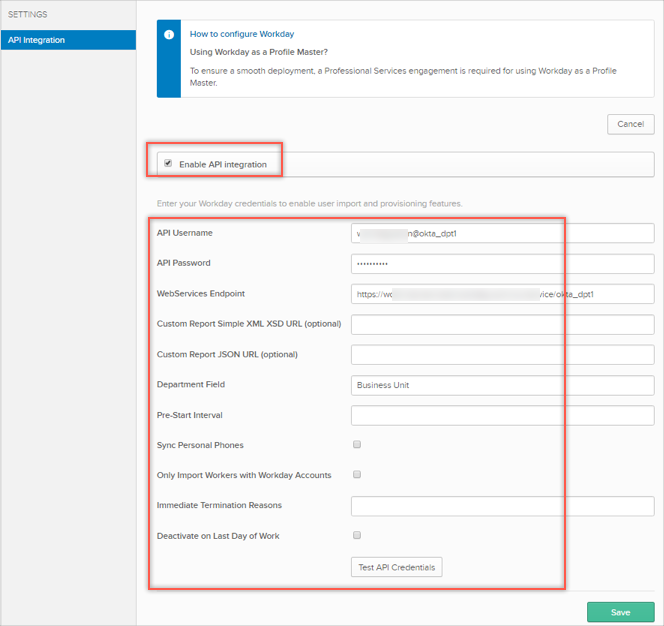 SETTINGS
API Integration
How to configure Workday
Using Workday as a Profile Master?
To ensure a smooth deployment, a Professional Services engagement is required for using Workday as a Profile
Master.
Cancel
Enable API integration
Enter your Workday credentials to enable user import and provisioning features.
API Username
n@okta_dpt1
API Password
••••••••••
WebServices Endpoint
https://wo vice/okta_dpt1
Custom Report Simple XML XSD URL (optional)
Custom Report JSON URL (optional)
Department Field
Business Unit
Pre-Start Interval
Sync Personal Phones
Only Import Workers with Workday Accounts
Immediate Termination Reasons
Deactivate on Last Day of Work
Test API Credentials
Save